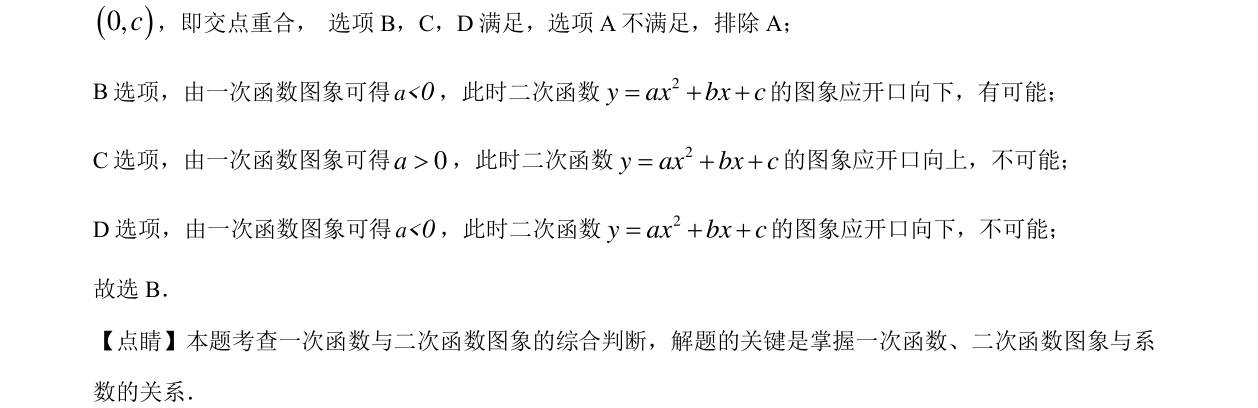 (0,c)，即交点重合， 选项 B，C，D 满足，选项 A 不满足，排除 A；
B 选项，由一次函数图象可得 a<0，此时二次函数 y = ax² + bx + c 的图象应开口向下，有可能；
C 选项，由一次函数图象可得 a > 0，此时二次函数 y = ax² + bx + c 的图象应开口向上，不可能；
D 选项，由一次函数图象可得 a<0，此时二次函数 y = ax² + bx + c 的图象应开口向下，不可能；
故选 B．
【点睛】本题考查一次函数与二次函数图象的综合判断，解题的关键是掌握一次函数、二次函数图象与系
数的关系．